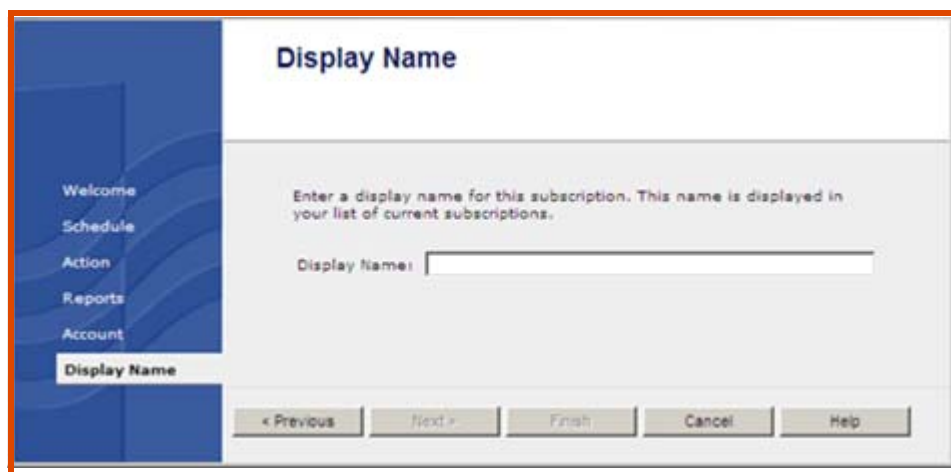 Display Name
Welcome
Schedule
Action
Reports
Account
Display Name
Enter a display name for this subscription. This name is displayed in
your list of current subscriptions.
Display Name:
< Previous
Next >
Finish
Cancel
Help